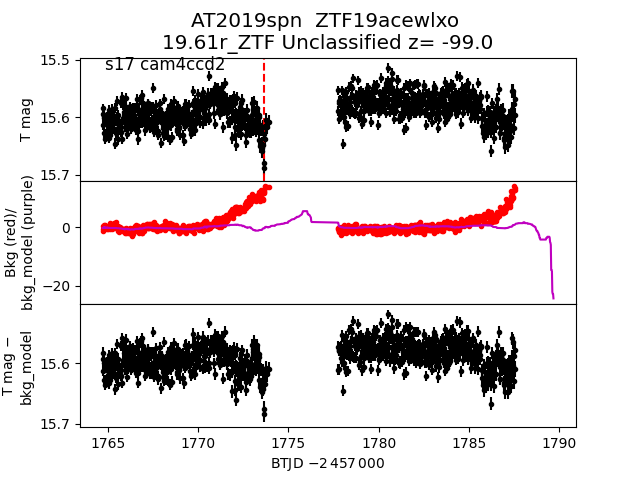 AT2019spn  ZTF19acewlxo
19.61r_ZTF Unclassified z= -99.0
s17 cam4ccd2
15.5
15.6
15.7
T mag
0
−20
Bkg (red)/
bkg_model (purple)
15.6
15.7
T mag −
bkg_model
1765 1770 1775 1780 1785 1790
BTJD −2 457 000